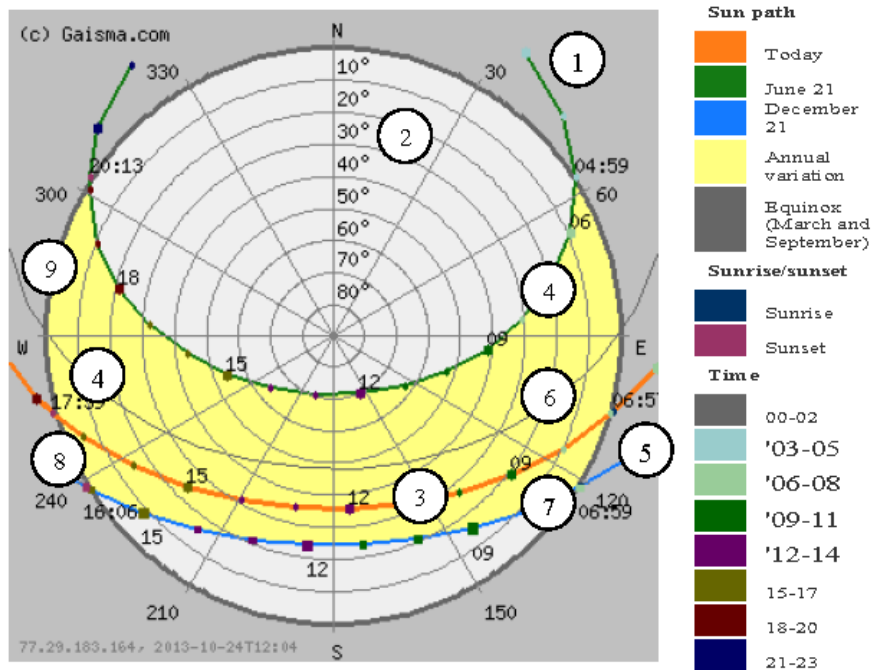 (c) Gaisma.com
N
330
10°
30
1
20°
30°
2
40°
20:13
04:59
50°
300
60
60°
06
70°
9
80°
18
4
W
09
E
15
12
4
6
17:39
06:57
5
8
15
09
3
12
7
240
120
16:06
06:59
15
09
12
210
150
77.29.183.164, 2013-10-24T12:04
S
Sun path
Today
June 21
December
21
Annual
variation
Equinox
(March and
September)
Sunrise/sunset
Sunrise
Sunset
Time
00-02
'03-05
'06-08
'09-11
'12-14
15-17
18-20
21-23